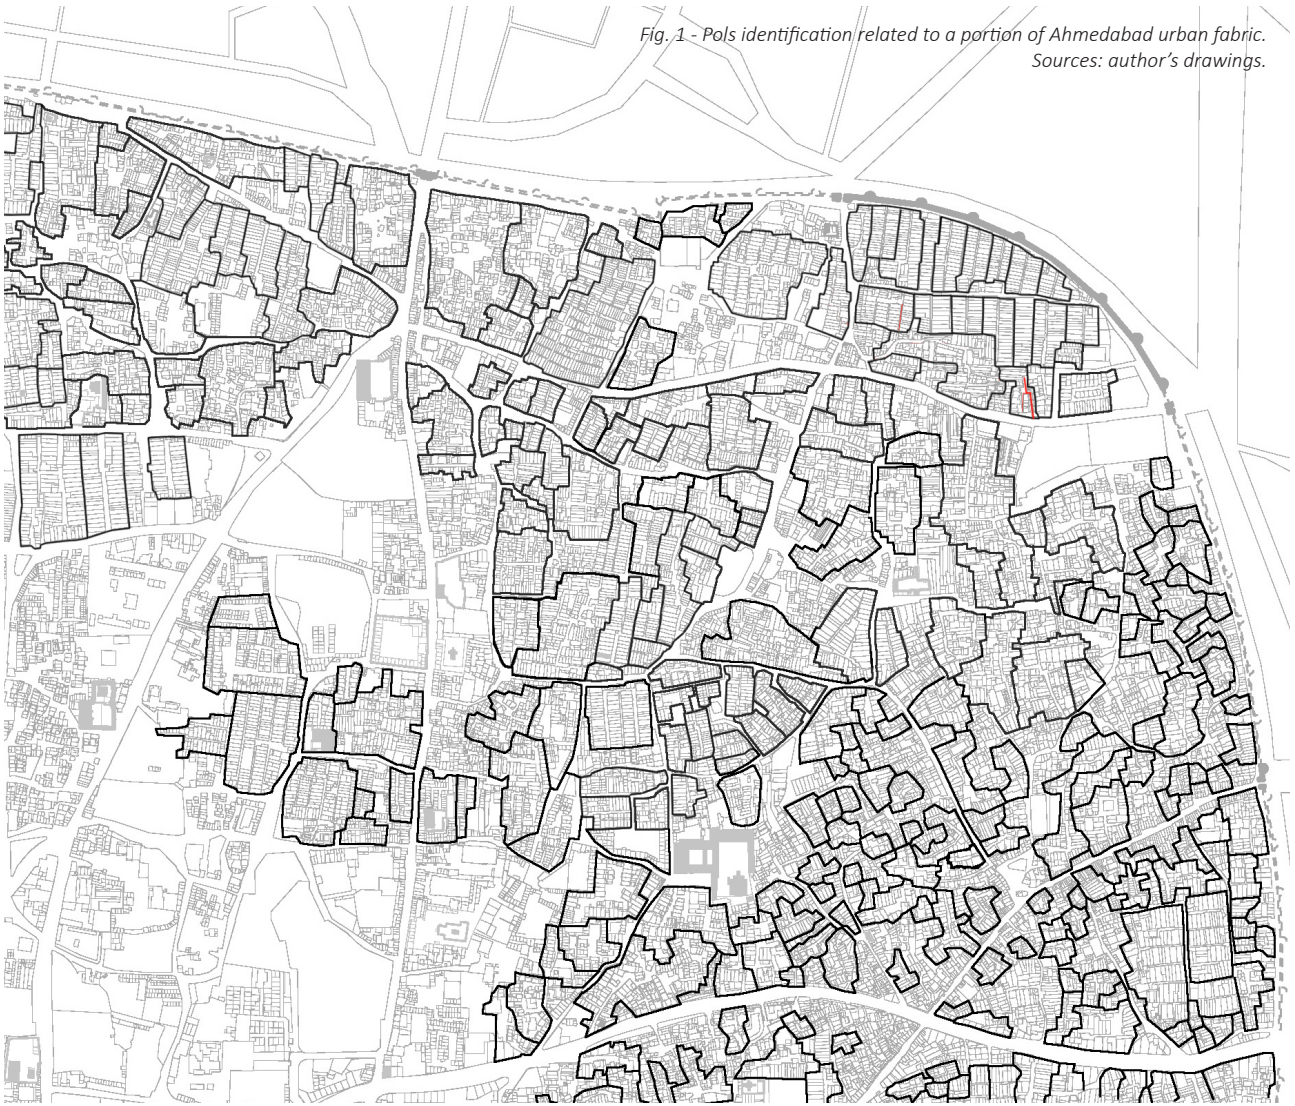 Fig. 1 - Pols identification related to a portion of Ahmedabad urban fabric.
Sources: author's drawings.